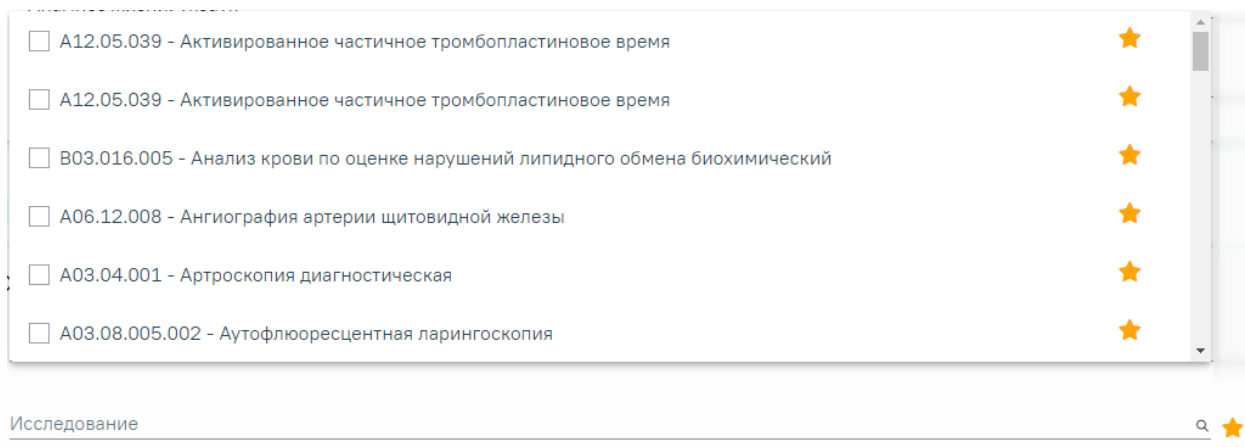 A12.05.039 - Активированное частичное тромбопластиновое время
A12.05.039 - Активированное частичное тромбопластиновое время
B03.016.005 - Анализ крови по оценке нарушений липидного обмена биохимический
A06.12.008 - Ангиография артерии щитовидной железы
A03.04.001 - Артроскопия диагностическая
A03.08.005.002 - Аутофлюоресцентная ларингоскопия
Исследование